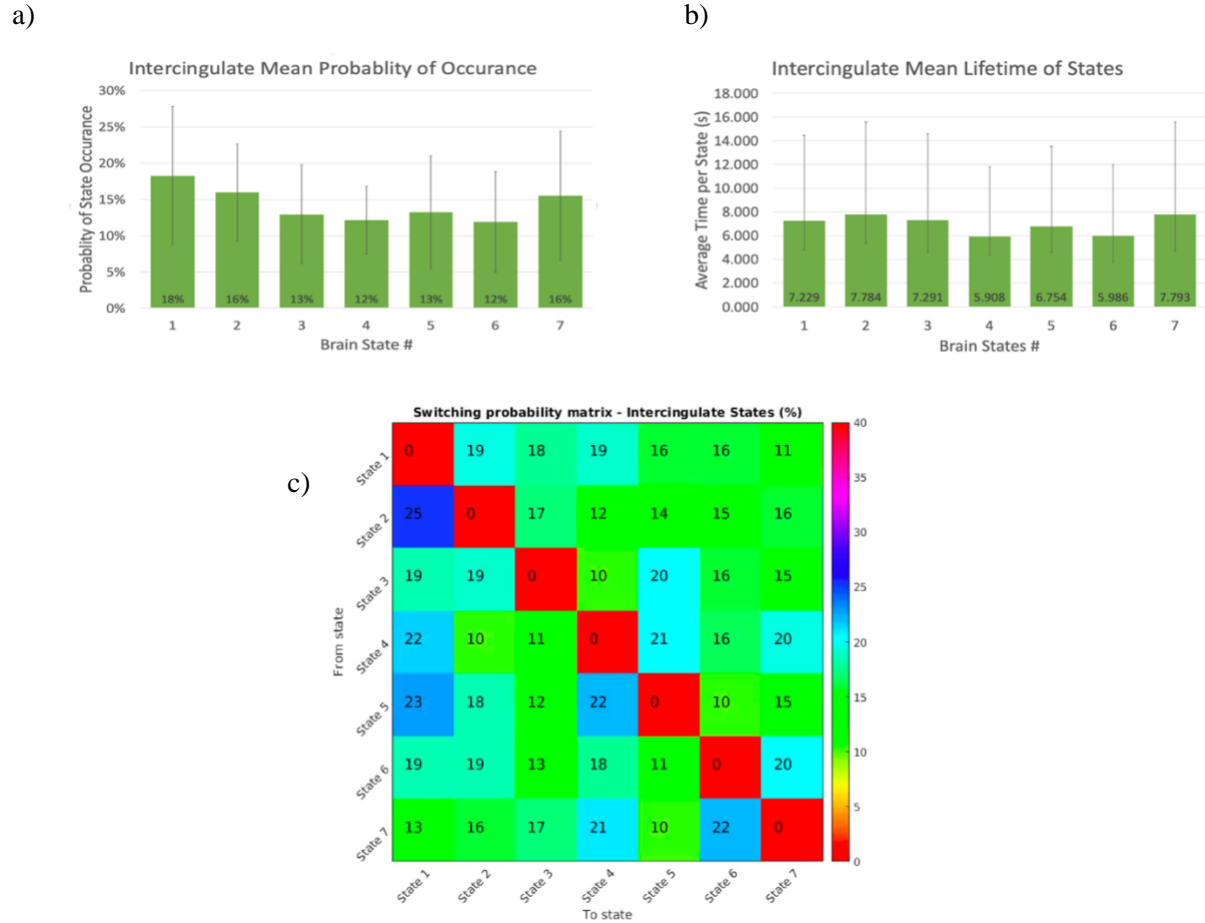 a)
b)
Intercingulate Mean Probablity of Occurance
Probablity of State Occurance
30%
25%
20%
15%
10%
5%
0%
18% 16% 13% 12% 13% 12% 16%
1 2 3 4 5 6 7
Brain State #
Intercingulate Mean Lifetime of States
Average Time per State (s)
18.000
16.000
14.000
12.000
10.000
8.000
6.000
4.000
2.000
0.000
7.229 7.784 7.291 5.908 6.754 5.986 7.793
1 2 3 4 5 6 7
Brain States #
c)
Switching probability matrix - Intercingulate States (%)
From state
State 1 0 19 18 19 16 16 11
State 2 25 0 17 12 14 15 16
State 3 19 19 0 10 20 16 15
State 4 22 10 11 0 21 16 20
State 5 23 18 12 22 0 10 15
State 6 19 19 13 18 11 0 20
State 7 13 16 17 21 10 22 0
State 1 State 2 State 3 State 4 State 5 State 6 State 7
To state
40
35
30
25
20
15
10
5
0